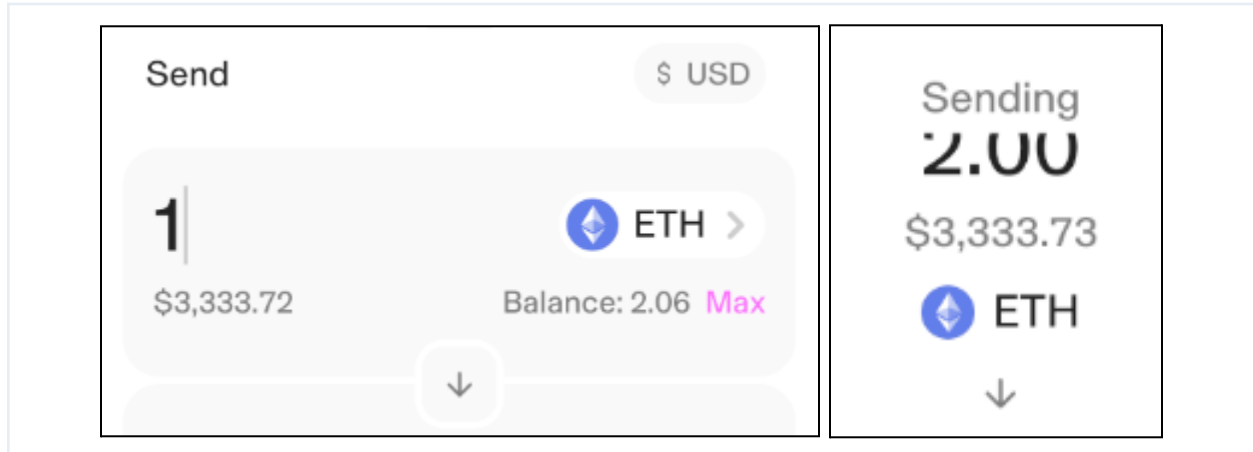 Send
$ USD
1
ETH
$3,333.72
Balance: 2.06 Max
Sending
2.00
$3,333.73
ETH